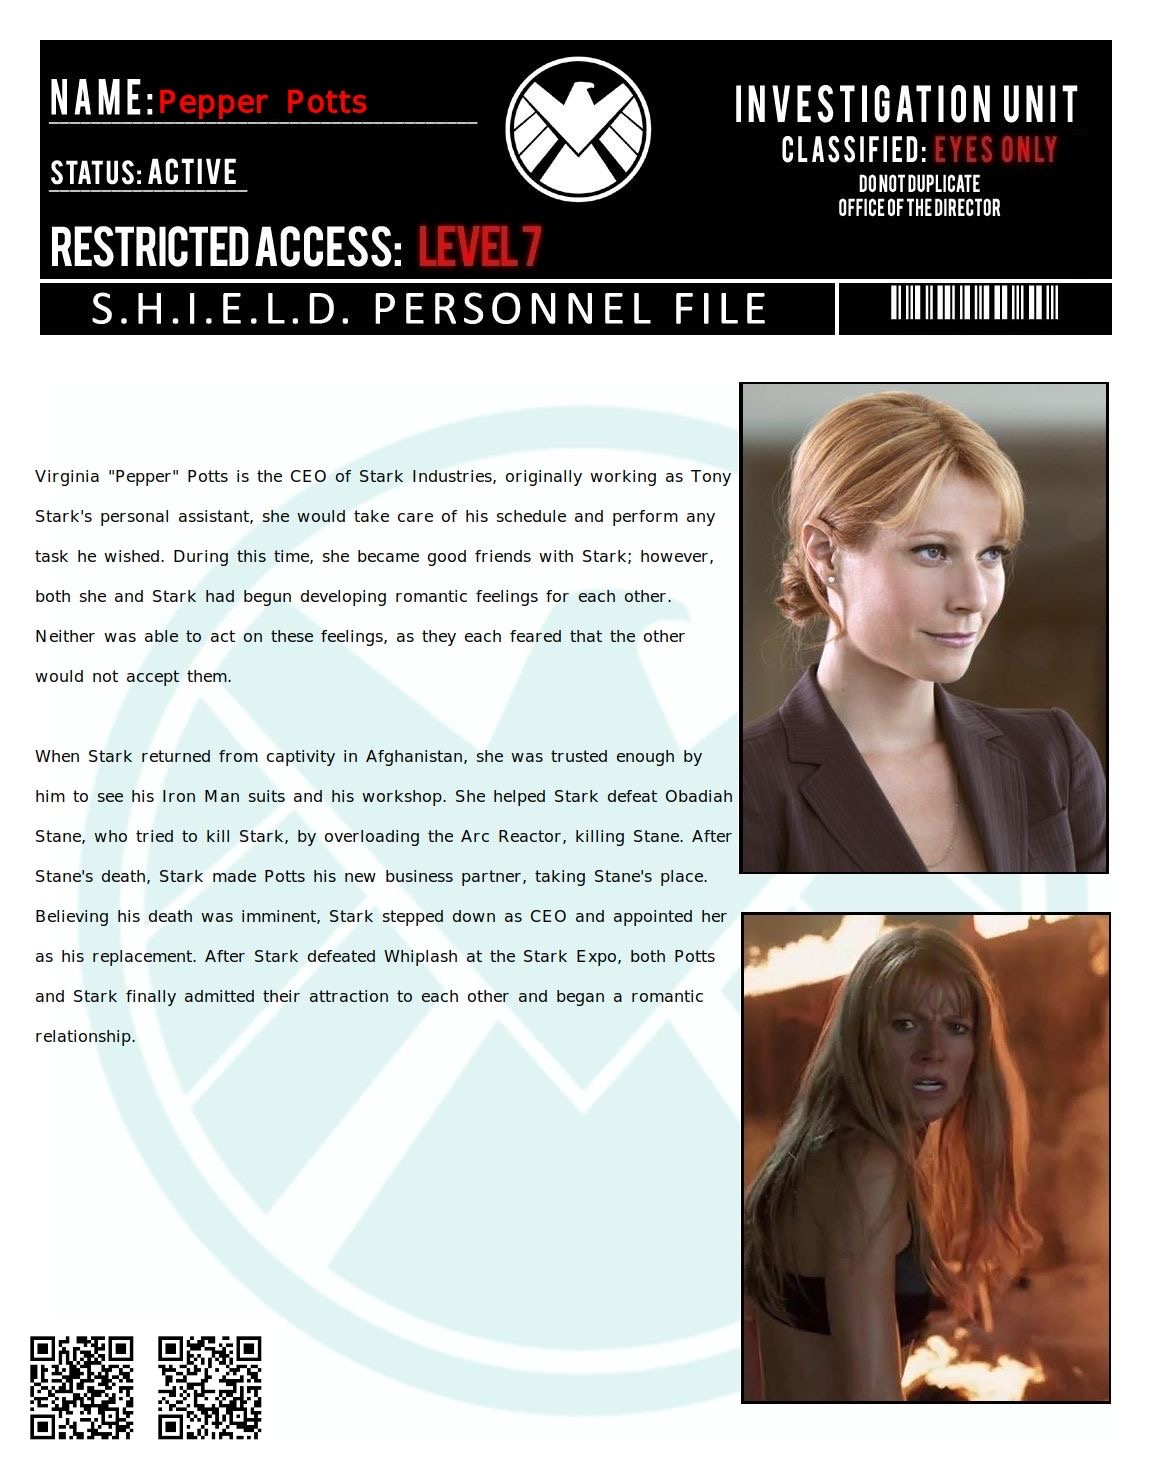 NAME: Pepper Potts
STATUS: ACTIVE
RESTRICTED ACCESS: LEVEL 7
INVESTIGATION UNIT
CLASSIFIED: EYES ONLY
DO NOT DUPLICATE
OFFICE OF THE DIRECTOR
S.H.I.E.L.D. PERSONNEL FILE
Virginia "Pepper" Potts is the CEO of Stark Industries, originally working as Tony
Stark's personal assistant, she would take care of his schedule and perform any
task he wished. During this time, she became good friends with Stark; however,
both she and Stark had begun developing romantic feelings for each other.
Neither was able to act on these feelings, as they each feared that the other
would not accept them.
When Stark returned from captivity in Afghanistan, she was trusted enough by
him to see his Iron Man suits and his workshop. She helped Stark defeat Obadiah
Stane, who tried to kill Stark, by overloading the Arc Reactor, killing Stane. After
Stane's death, Stark made Potts his new business partner, taking Stane's place.
Believing his death was imminent, Stark stepped down as CEO and appointed her
as his replacement. After Stark defeated Whiplash at the Stark Expo, both Potts
and Stark finally admitted their attraction to each other and began a romantic
relationship.